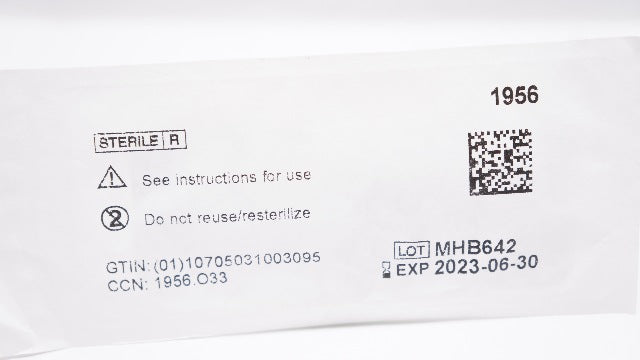 1956
STERILE R
See instructions for use
2 Do not reuse/resterilize
GTIN:(01)10705031003095
CCN: 1956.O33
LOT MHB642
EXP 2023-06-30